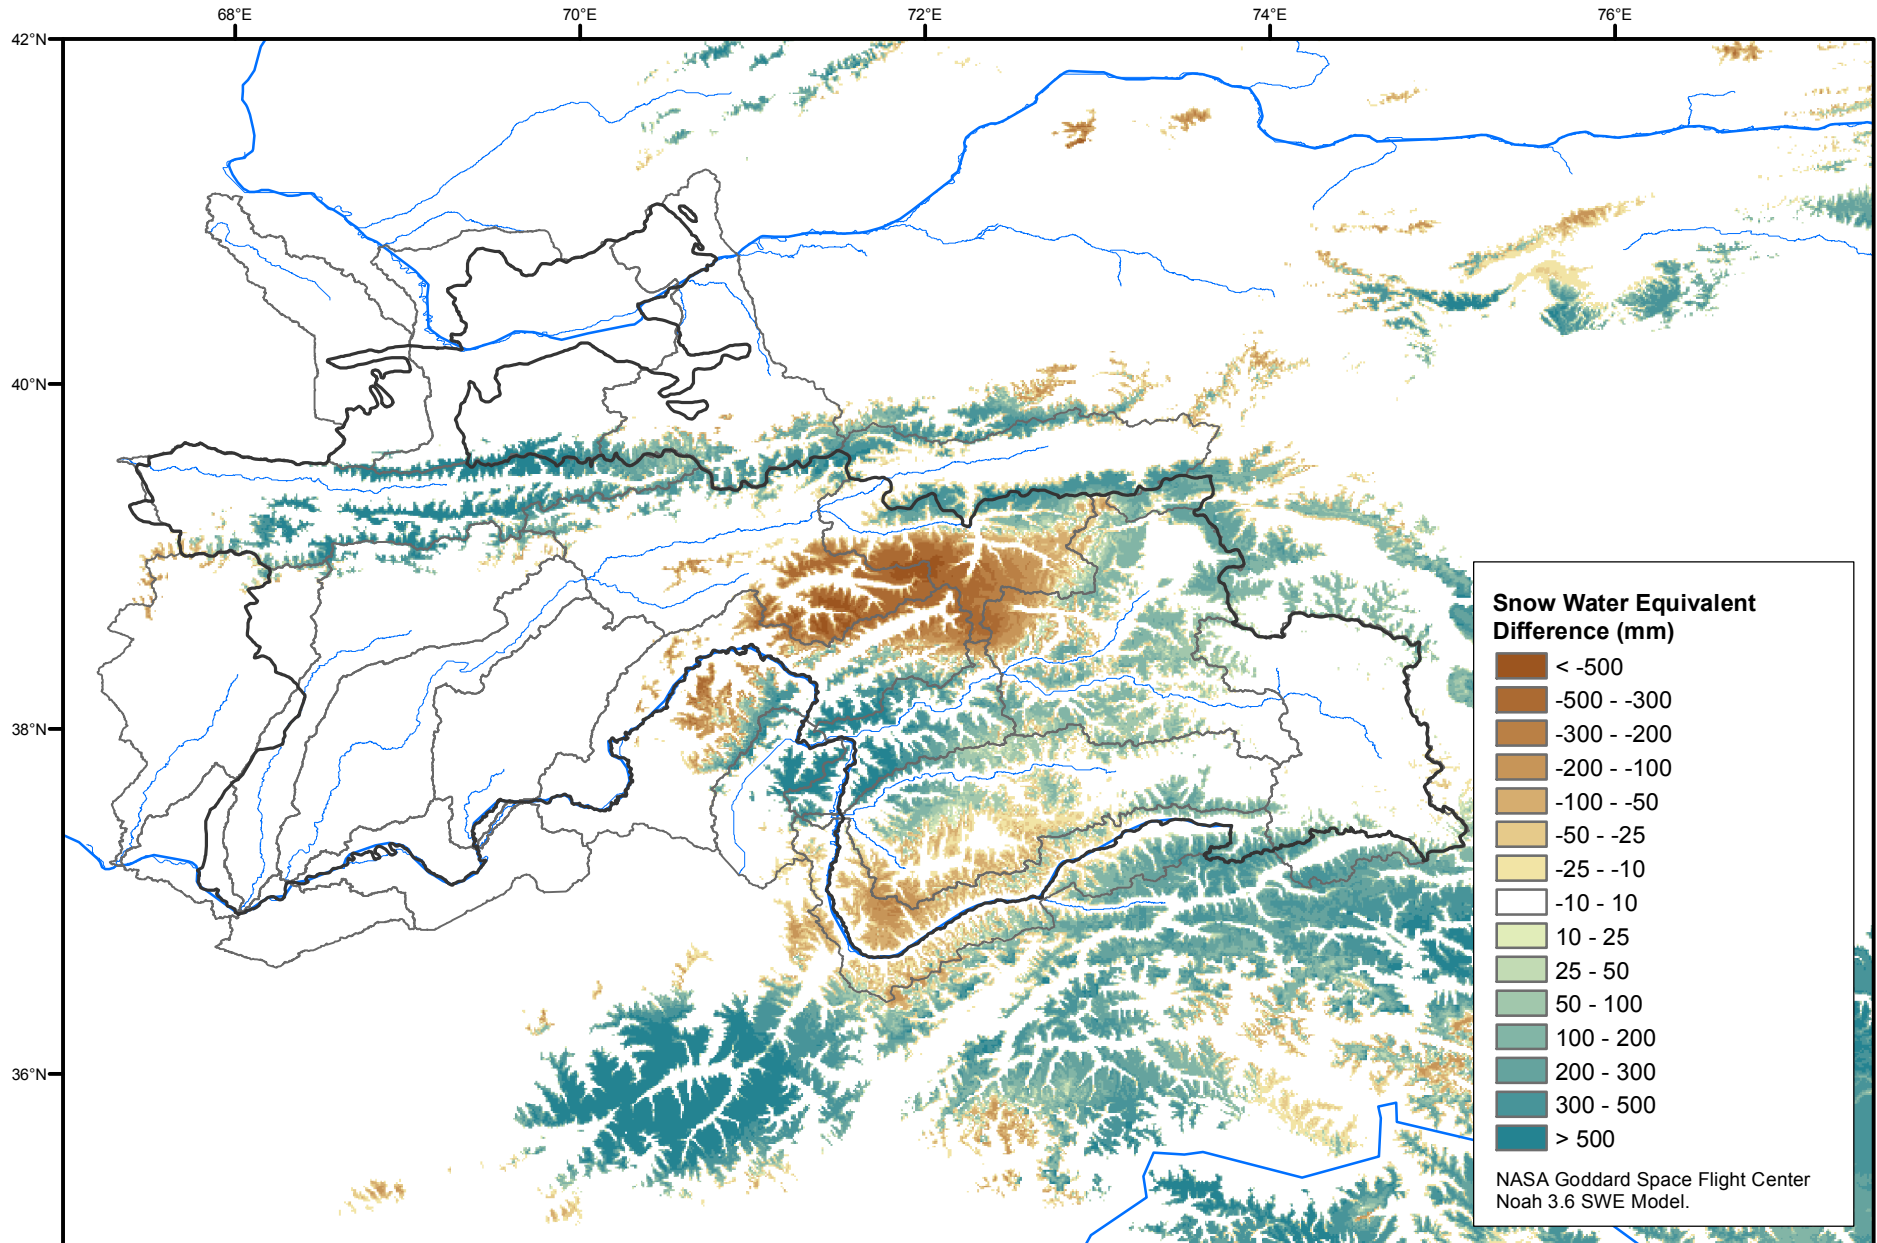 68°E
70°E
72°E
74°E
76°E
42°N
40°N
38°N
36°N
Snow Water Equivalent
Difference (mm)
< -500
-500 - -300
-300 - -200
-200 - -100
-100 - -50
-50 - -25
-25 - -10
-10 - 10
10 - 25
25 - 50
50 - 100
100 - 200
200 - 300
300 - 500
> 500
NASA Goddard Space Flight Center
Noah 3.6 SWE Model.